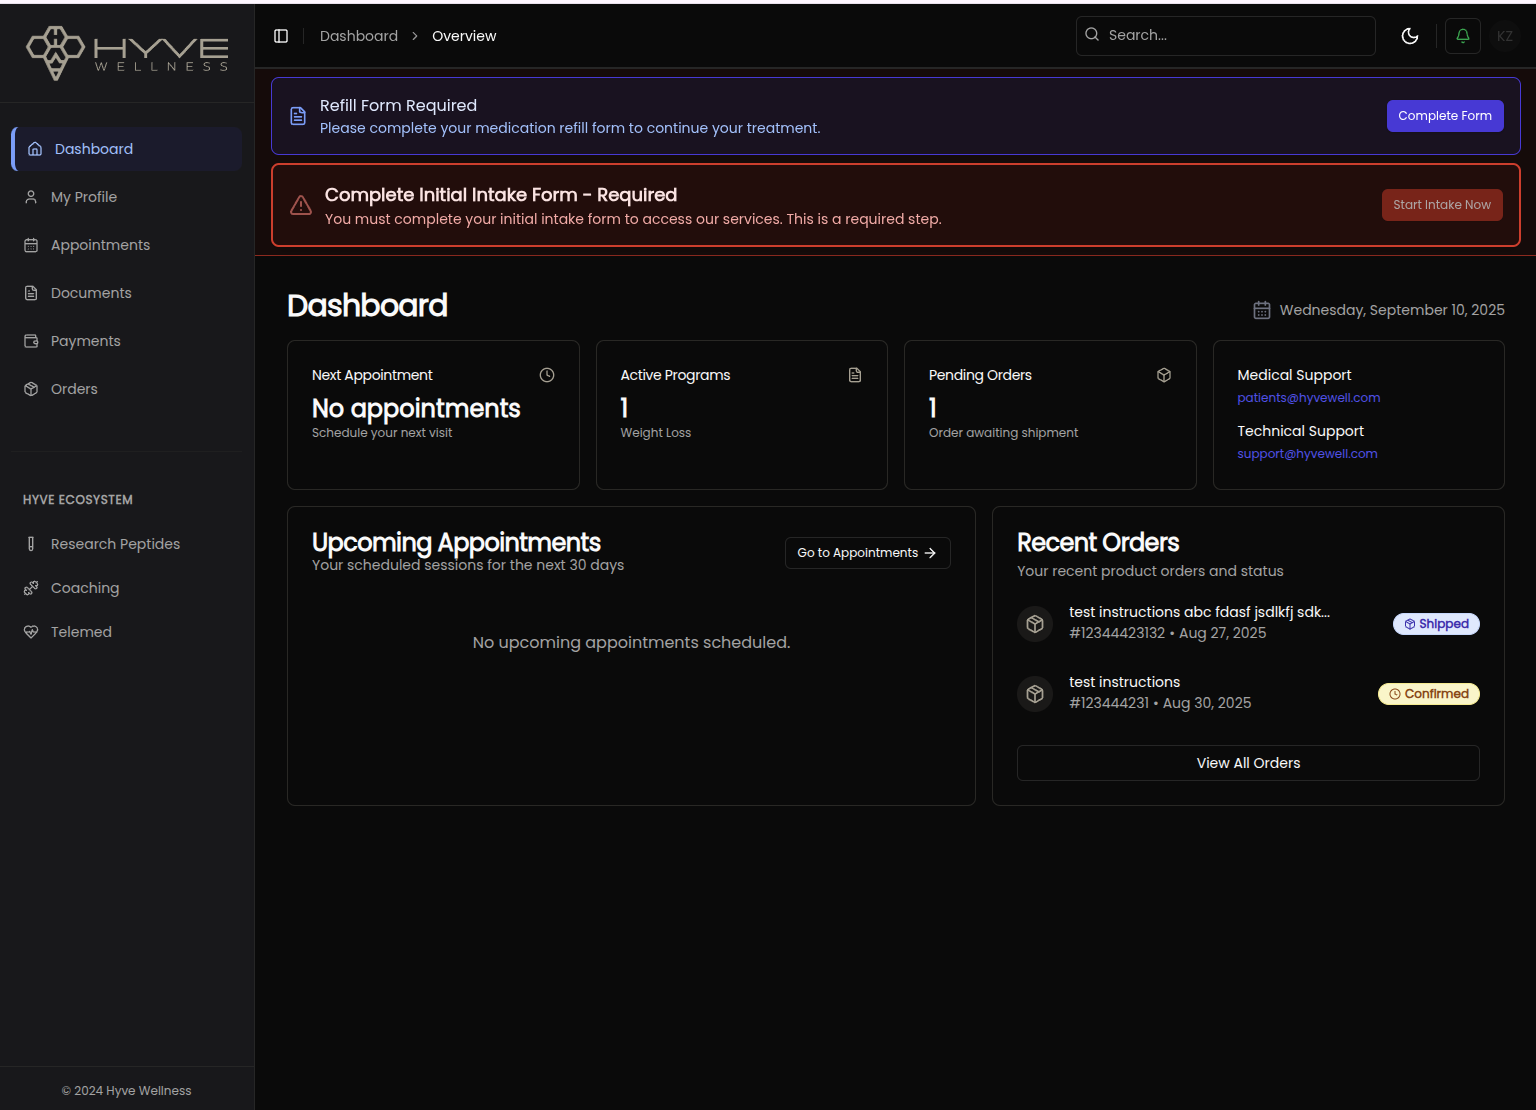 HYVE
WELLNESS
Dashboard
My Profile
Appointments
Documents
Payments
Orders
HYVE ECOSYSTEM
Research Peptides
Coaching
Telemed
© 2024 Hyve Wellness
Dashboard > Overview
Search...
KZ
Refill Form Required
Please complete your medication refill form to continue your treatment.
Complete Form
Complete Initial Intake Form - Required
You must complete your initial intake form to access our services. This is a required step.
Start Intake Now
Dashboard
Wednesday, September 10, 2025
Next Appointment
No appointments
Schedule your next visit
Active Programs
1
Weight Loss
Pending Orders
1
Order awaiting shipment
Medical Support
patients@hyvewell.com
Technical Support
support@hyvewell.com
Upcoming Appointments
Your scheduled sessions for the next 30 days
Go to Appointments →
No upcoming appointments scheduled.
Recent Orders
Your recent product orders and status
test instructions abc fdasf jsdlkfj sdk...
#12344423132 • Aug 27, 2025
Shipped
test instructions
#123444231 • Aug 30, 2025
Confirmed
View All Orders